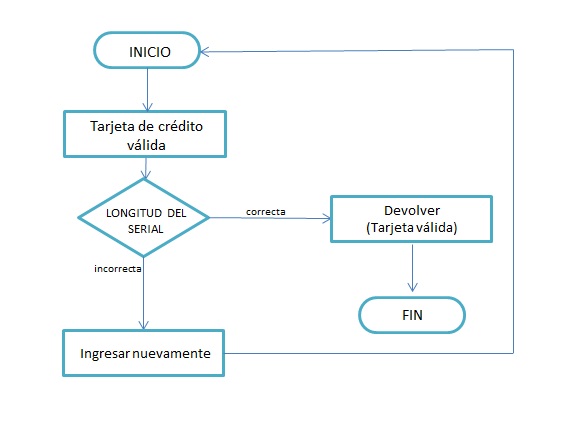 INICIO
Tarjeta de crédito
válida
LONGITUD DEL
SERIAL
correcta
Devolver
(Tarjeta válida)
incorrecta
FIN
Ingresar nuevamente